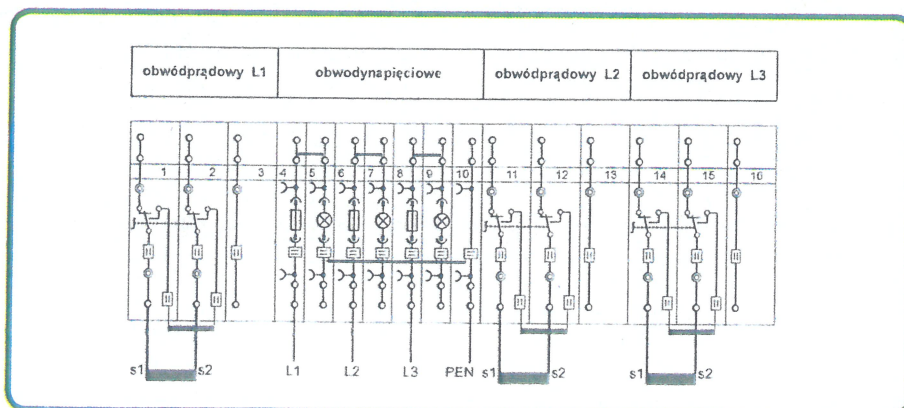 obwódprądowy L1 obwodynapięciowe obwódprądowy L2 obwódprądowy L3
1 2 3 4 5 6 7 8 9 10 11 12 13 14 15 16
s1 s2 L1 L2 L3 PEN s1 s2 s1 s2